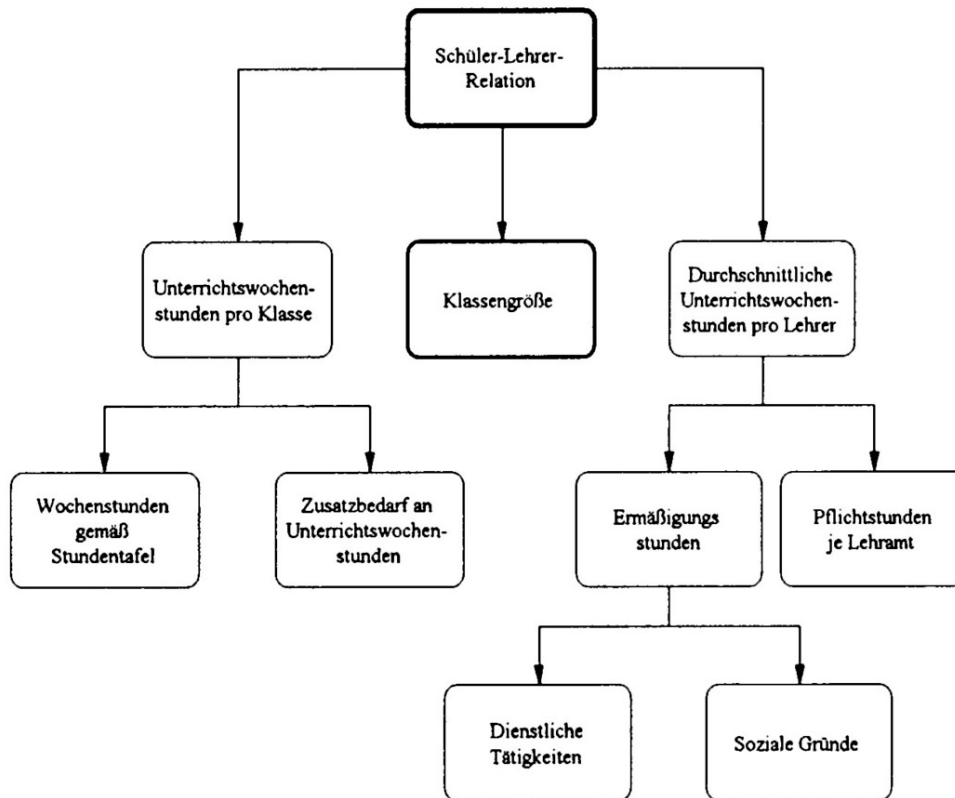 Schüler-Lehrer-
Relation
Unterrichtswochen-
stunden pro Klasse
Klassengröße
Durchschnittliche
Unterrichtswochen-
stunden pro Lehrer
Wochenstunden
gemäß
Stundentafel
Zusatzbedarf an
Unterrichtswochen-
stunden
Ermäßigungs
stunden
Pflichtstunden
je Lehramt
Dienstliche
Tätigkeiten
Soziale Gründe